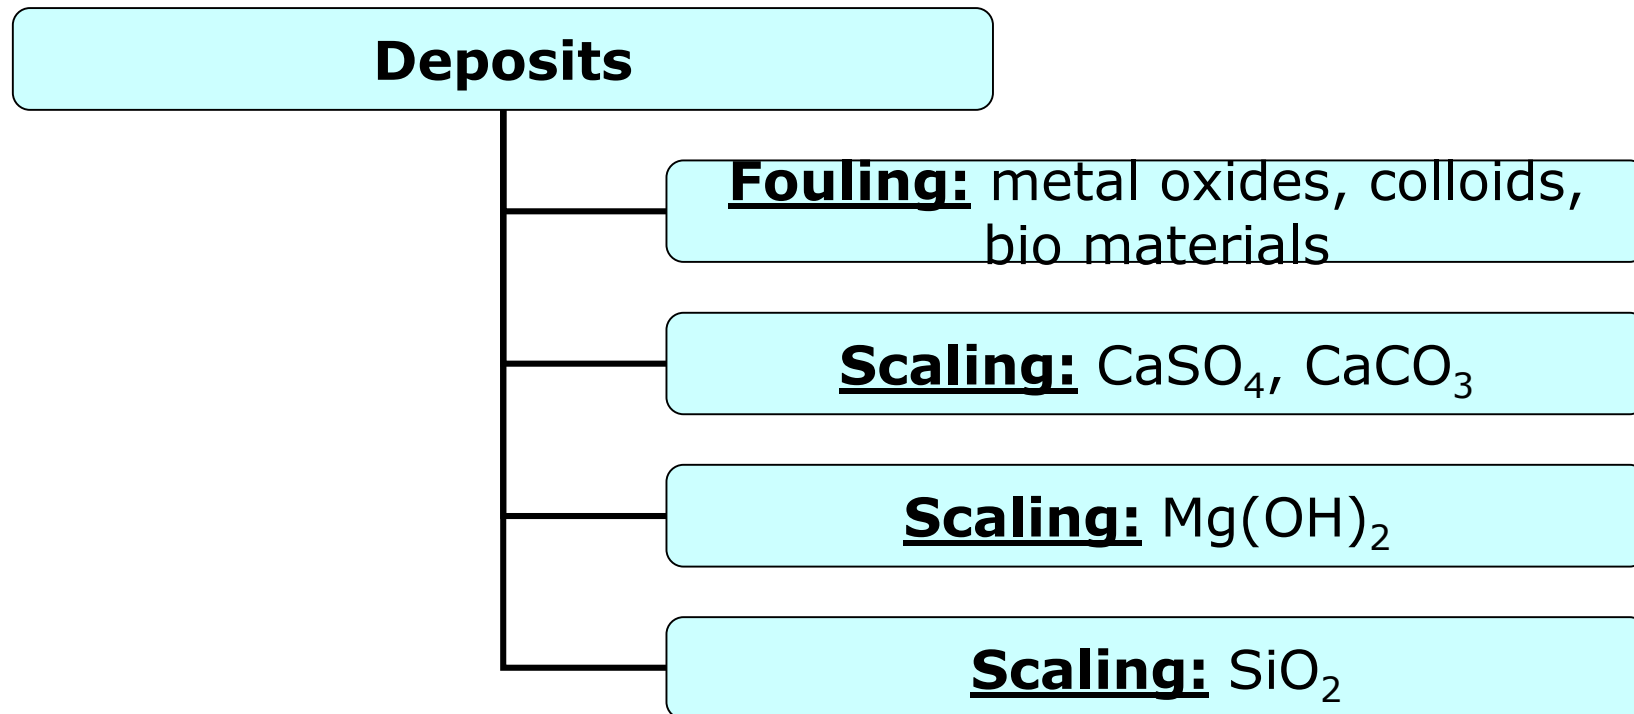 Deposits
Fouling: metal oxides, colloids,
bio materials
Scaling: CaSO₄, CaCO₃
Scaling: Mg(OH)₂
Scaling: SiO₂